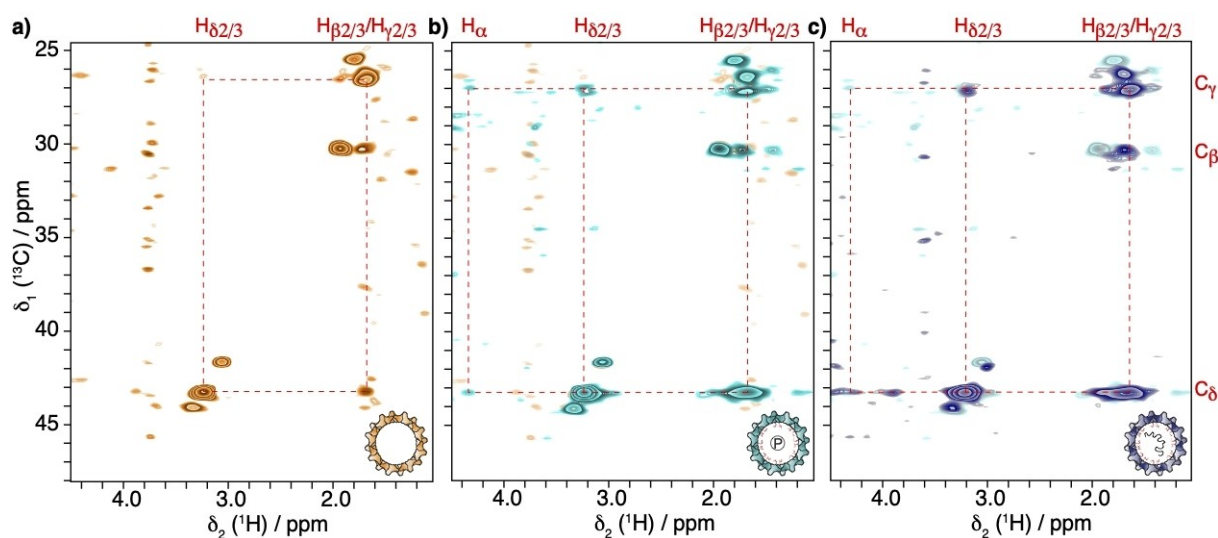 a)
Hδ2/3
Hβ2/3/Hγ2/3
25
30
35
40
45
δ1 (13C) / ppm
4.0
3.0
2.0
δ2 (1H) / ppm
b)
Hα
Hδ2/3
Hβ2/3/Hγ2/3
P
4.0
3.0
2.0
δ2 (1H) / ppm
c)
Hα
Hδ2/3
Hβ2/3/Hγ2/3
Cγ
Cβ
Cδ
4.0
3.0
2.0
δ2 (1H) / ppm